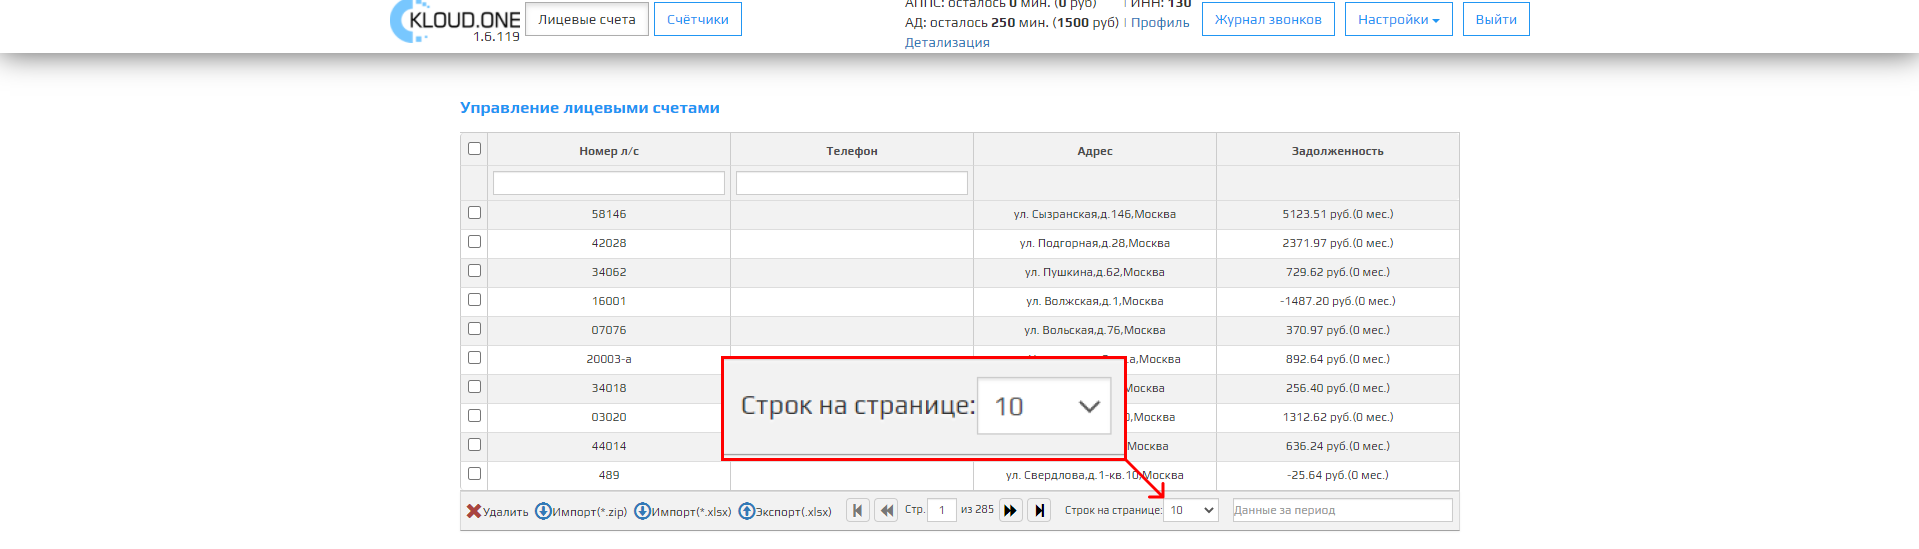 АППС: осталось 0 мин. (0 руб) | ИНН: 130
KLOUD.ONE
1.6.119
Лицевые счета
Счётчики
АД: осталось 250 мин. (1500 руб) | Профиль
Детализация
Журнал звонков
Настройки
Выйти
Управление лицевыми счетами
Номер л/с Телефон Адрес Задолженность
58146 ул. Сызранская,д.146,Москва 5123.51 руб.(0 мес.)
42028 ул. Подгорная,д.28,Москва 2371.97 руб.(0 мес.)
34062 ул. Пушкина,д.62,Москва 729.62 руб.(0 мес.)
16001 ул. Волжская,д.1,Москва -1487.20 руб.(0 мес.)
07076 ул. Вольская,д.76,Москва 370.97 руб.(0 мес.)
20003-а а,Москва 892.64 руб.(0 мес.)
34018 Москва 256.40 руб.(0 мес.)
03020 0,Москва 1312.62 руб.(0 мес.)
44014 Москва 636.24 руб.(0 мес.)
Строк на странице: 10
489 ул. Свердлова,д.1-кв.10,Москва -25.64 руб.(0 мес.)
Удалить Импорт(*.zip) Импорт(*.xlsx) Экспорт(.xlsx) Стр. 1 из 285 Строк на странице: 10 Данные за период